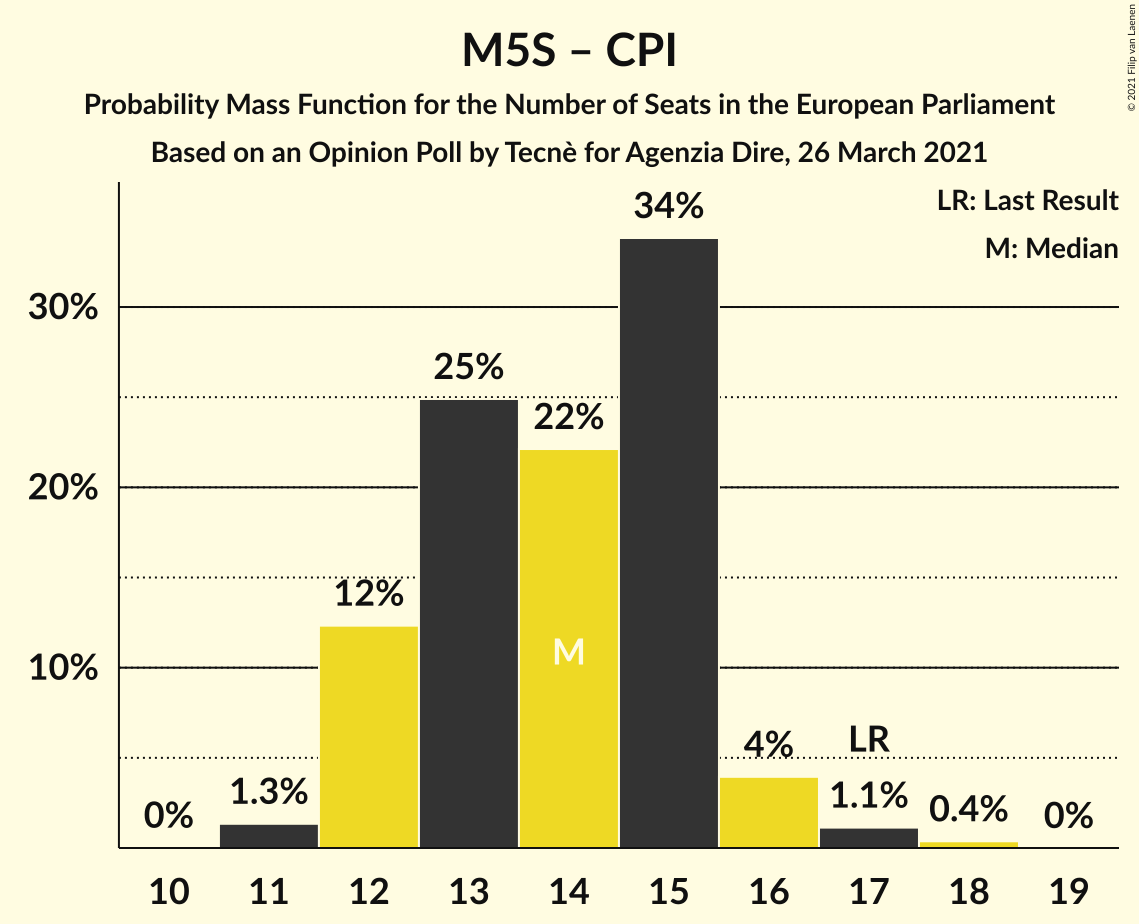 M5S – CPI
Probability Mass Function for the Number of Seats in the European Parliament
Based on an Opinion Poll by Tecnè for Agenzia Dire, 26 March 2021
© 2021 Filip van Laenen
LR: Last Result
M: Median
34%
30%
25%
22%
20%
12%
M
10%
LR
4%
1.3%
1.1%
0.4%
0%
0%
10 11 12 13 14 15 16 17 18 19